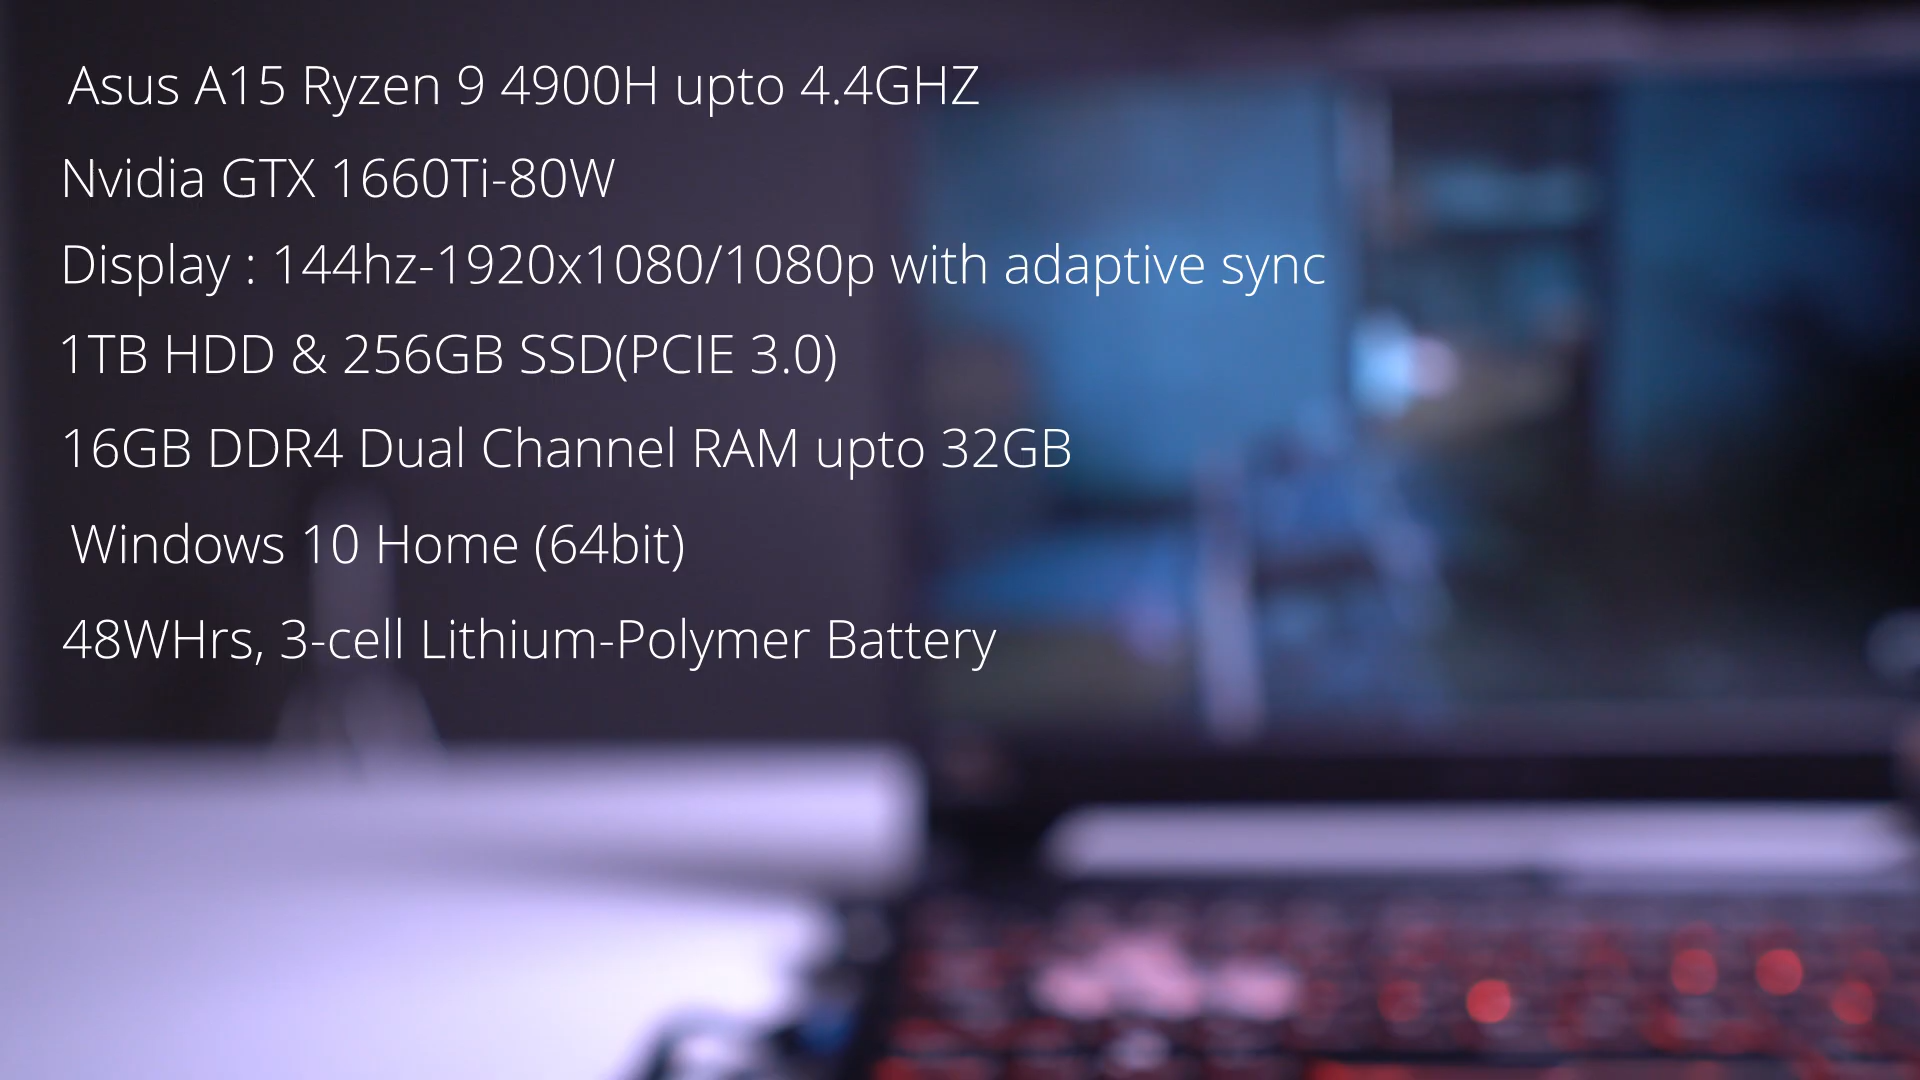 Asus A15 Ryzen 9 4900H upto 4.4GHZ
Nvidia GTX 1660Ti-80W
Display : 144hz-1920x1080/1080p with adaptive sync
1TB HDD & 256GB SSD(PCIE 3.0)
16GB DDR4 Dual Channel RAM upto 32GB
Windows 10 Home (64bit)
48WHrs, 3-cell Lithium-Polymer Battery